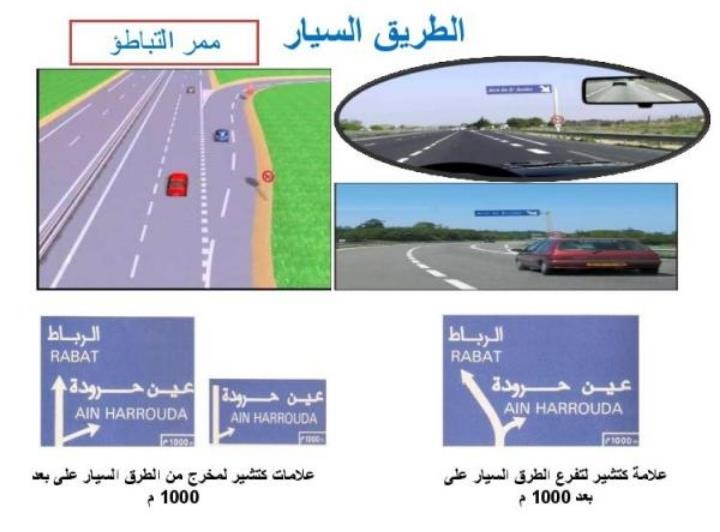 الطريق السيار
ممر التباطؤ
الرباط
RABAT
عين حرودة
AIN HARROUDA
1000م
عين حرودة
AIN HARROUDA
1000م
الرباط
RABAT
عين حرودة
AIN HARROUDA
1000م
علامات كتشير لمخرج من الطرق السيار على بعد
1000 م
علامة كتشير لتفرع الطرق السيار على
بعد 1000 م